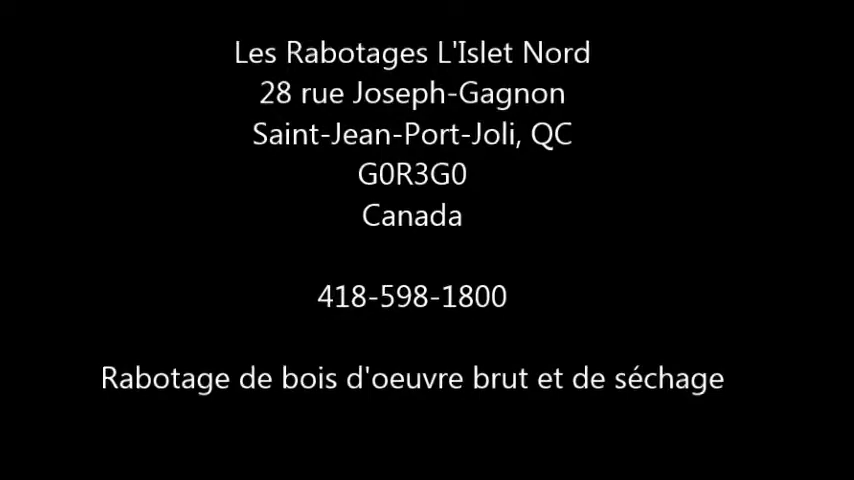 Les Rabotages L'Islet Nord
28 rue Joseph-Gagnon
Saint-Jean-Port-Joli, QC
G0R3G0
Canada
418-598-1800
Rabotage de bois d'oeuvre brut et de séchage